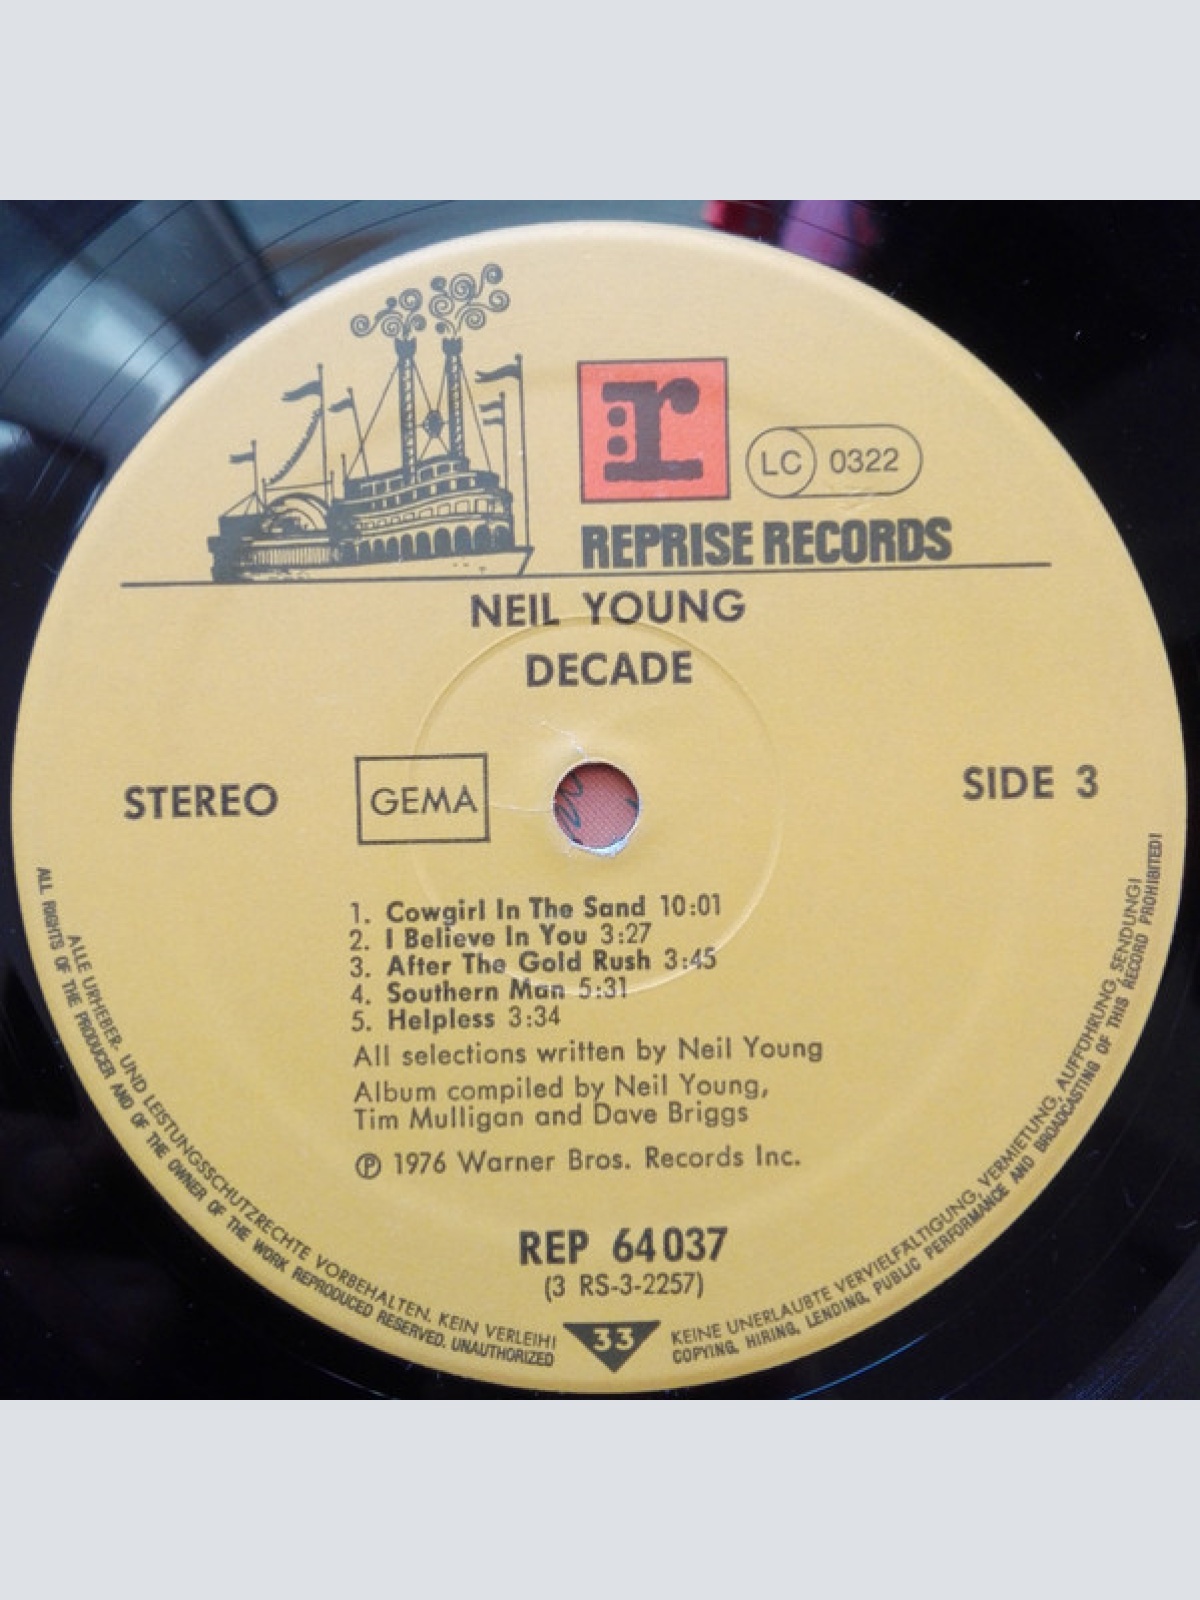 r
LC 0322
REPRISE RECORDS
NEIL YOUNG
DECADE
STEREO
GEMA
SIDE 3
1. Cowgirl In The Sand 10:01
2. I Believe In You 3:27
3. After The Gold Rush 3:45
4. Southern Man 5:31
5. Helpless 3:34
All selections written by Neil Young
Album compiled by Neil Young,
Tim Mulligan and Dave Briggs
℗ 1976 Warner Bros. Records Inc.
REP 64 037
(3 RS-3-2257)
33
ALLE URHEBER- UND LEISTUNGSSCHUTZRECHTE VORBEHALTEN. KEIN VERLEIH!
KEINE UNERLAUBTE VERVIELFÄLTIGUNG, VERMIETUNG, AUFFÜHRUNG, SENDUNG!
ALL RIGHTS OF THE PRODUCER AND OF THE OWNER OF THE WORK REPRODUCED RESERVED. UNAUTHORIZED
COPYING, HIRING, LENDING, PUBLIC PERFORMANCE AND BROADCASTING OF THIS RECORD PROHIBITED!